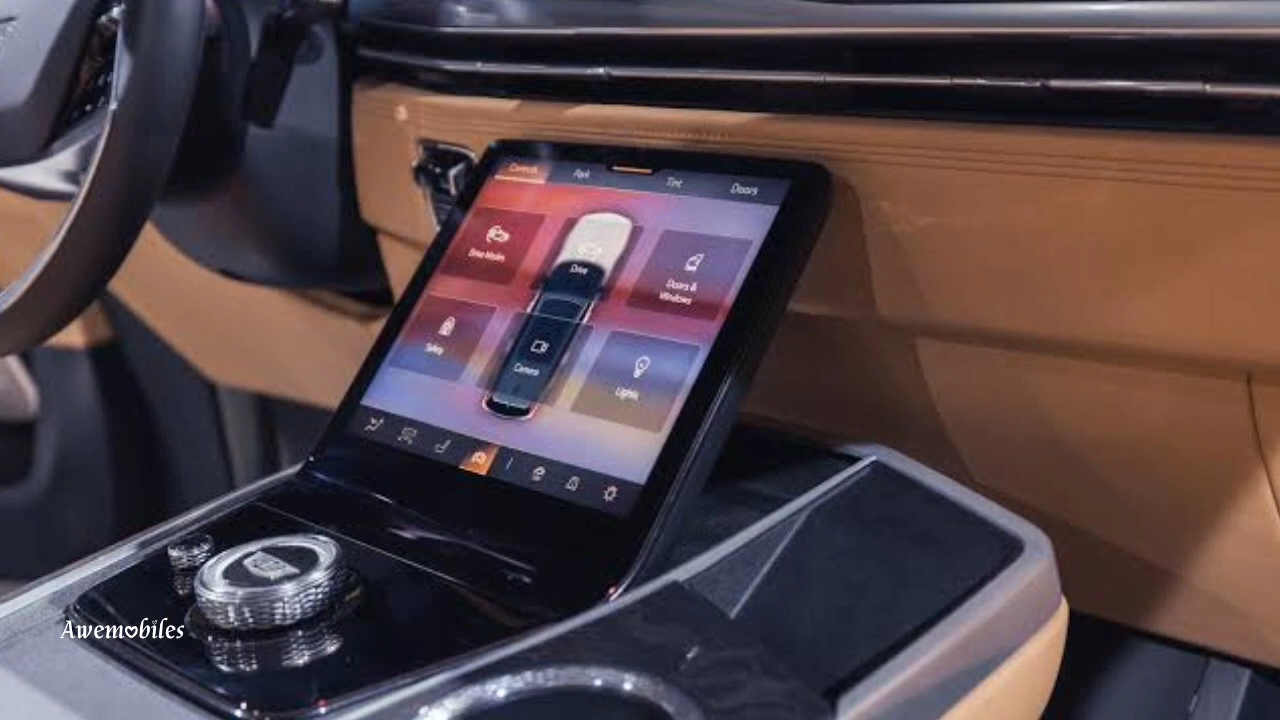 Controls Park Tint Doors
Drive Modes
Drive
Doors &
Windows
Safety
Camera
Lights
Awemobiles